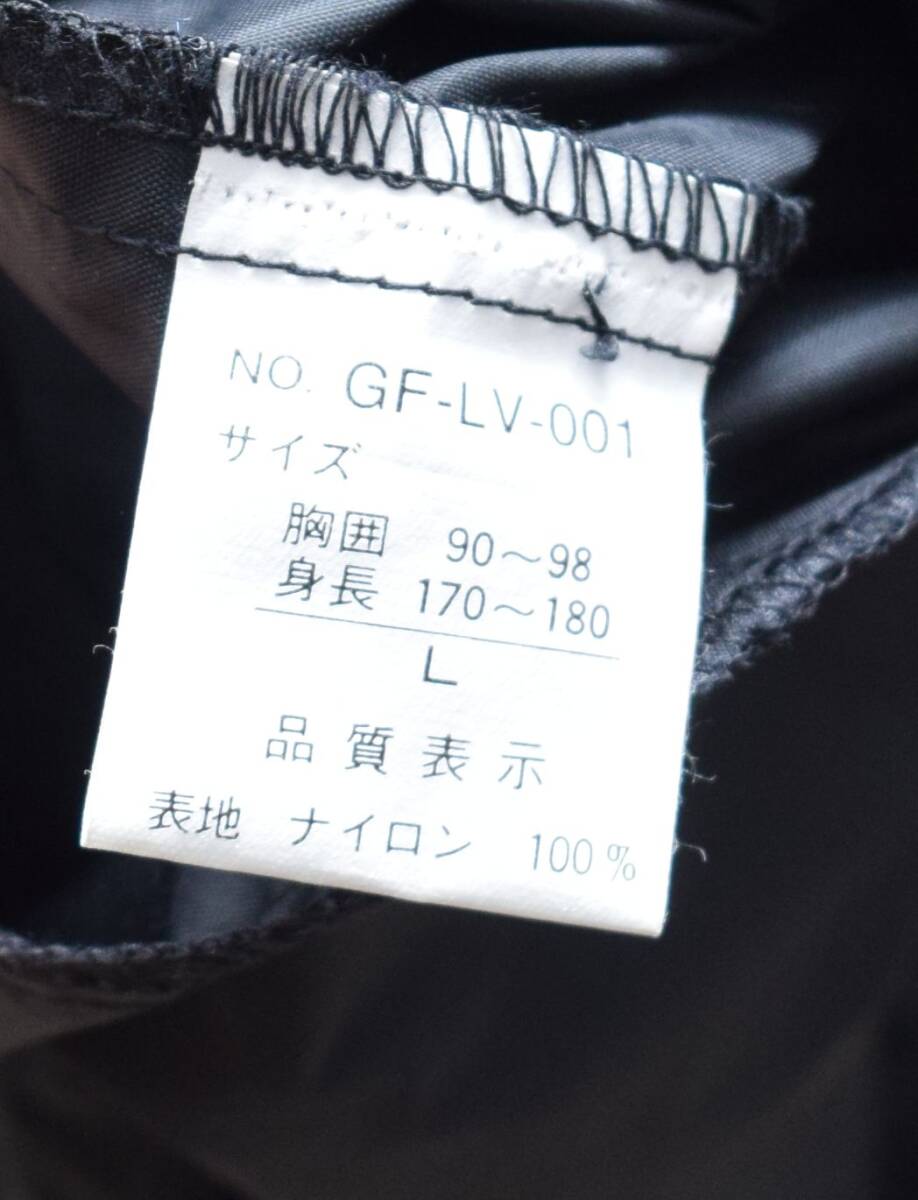 NO. GF-LV-001
サイズ
胸囲 90～98
身長 170～180
L
品質表示
表地 ナイロン 100%